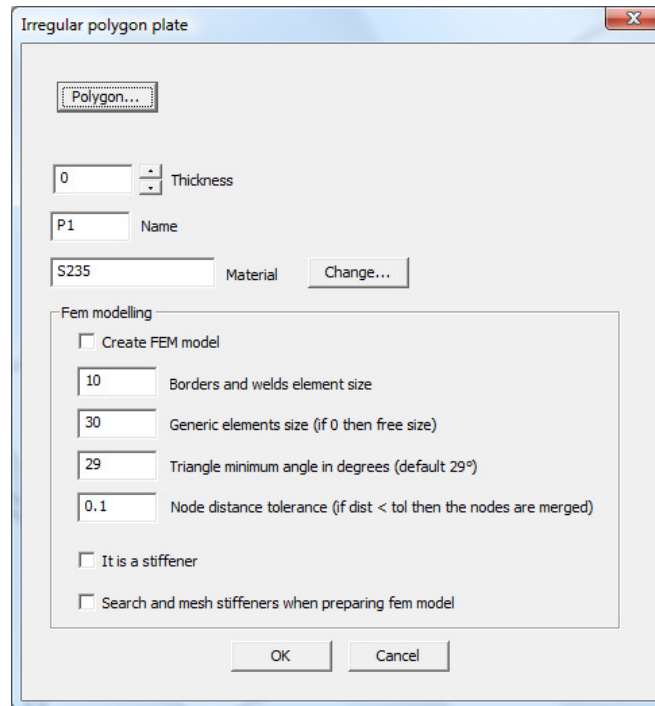 Irregular polygon plate
Polygon...
0 Thickness
P1 Name
S235 Material Change...
Fem modelling
Create FEM model
10 Borders and welds element size
30 Generic elements size (if 0 then free size)
29 Triangle minimum angle in degrees (default 29°)
0.1 Node distance tolerance (if dist < tol then the nodes are merged)
It is a stiffener
Search and mesh stiffeners when preparing fem model
OK Cancel